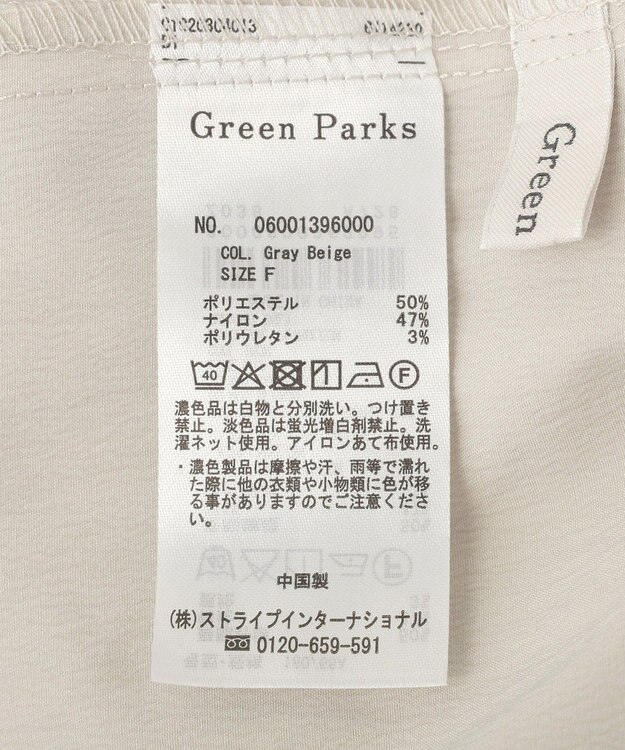 Green Parks
Green
NO. 06001396000
COL. Gray Beige
SIZE F
ポリエステル 50%
ナイロン 47%
ポリウレタン 3%
40
F
濃色品は白物と分別洗い。つけ置き
禁止。淡色品は蛍光増白剤禁止。洗
濯ネット使用。アイロンあて布使用。
・濃色製品は摩擦や汗、雨等で濡れ
た際に他の衣類や小物類に色が移
る事がありますのでご注意くださ
い。
中国製
(株)ストライプインターナショナル
0120-659-591